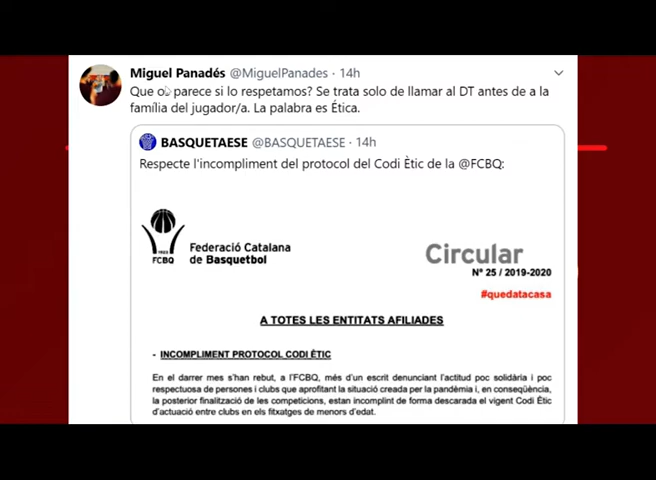 Miguel Panadés @MiguelPanades · 14h
Que os parece si lo respetamos? Se trata solo de llamar al DT antes de a la
família del jugador/a. La palabra es Ética.
BASQUETAESE @BASQUETAESE · 14h
Respecte l'incompliment del protocol del Codi Ètic de la @FCBQ:
1923
FCBQ
Federació Catalana
de Basquetbol
Circular
Nº 25 / 2019-2020
#quedatacasa
A TOTES LES ENTITATS AFILIADES
- INCOMPLIMENT PROTOCOL CODI ÈTIC
En el darrer mes s'han rebut, a l'FCBQ, més d'un escrit denunciant l'actitud poc solidària i poc
respectuosa de persones i clubs que aprofitant la situació creada per la pandèmia i, en conseqüència,
la posterior finalització de les competicions, estan incomplint de forma descarada el vigent Codi Ètic
d'actuació entre clubs en els fitxatges de menors d'edat.